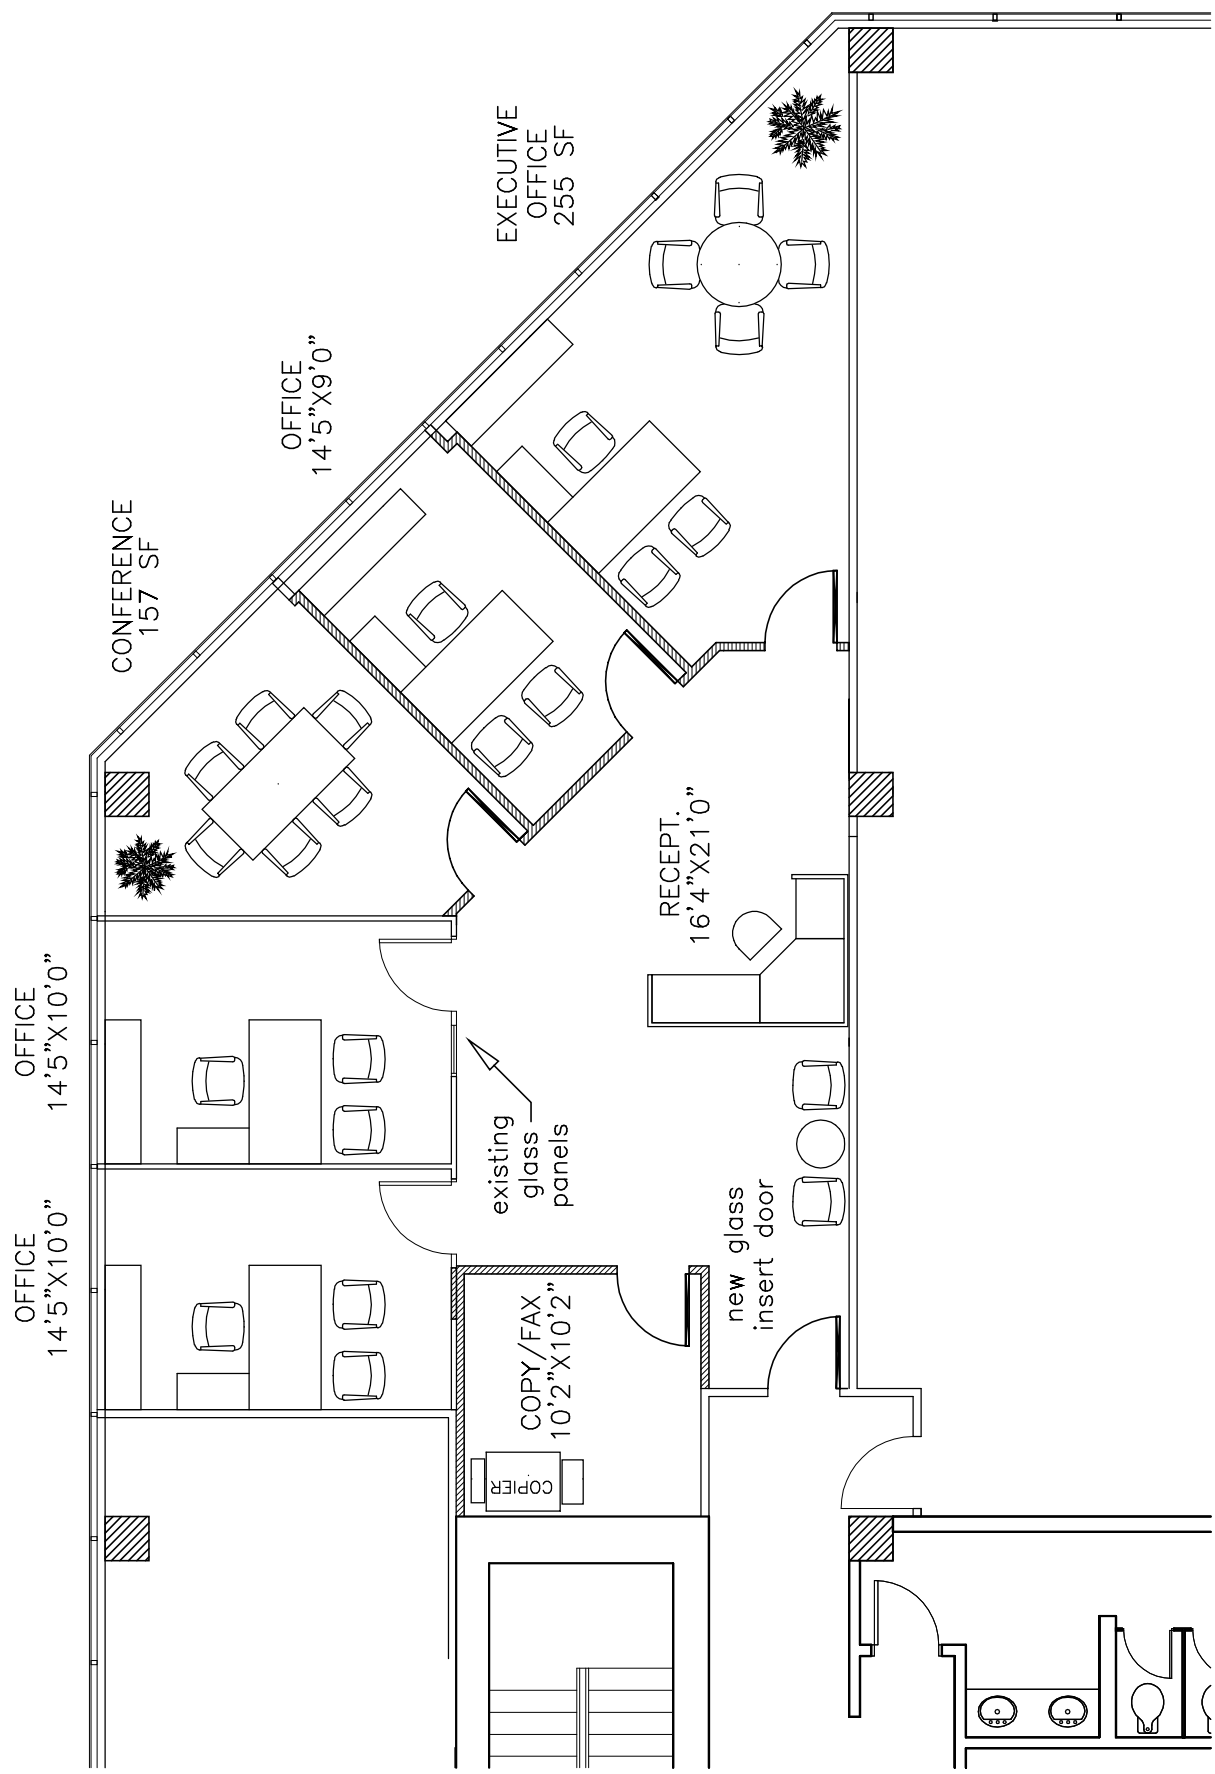 EXECUTIVE
OFFICE
255 SF
OFFICE
14'5"X9'0"
CONFERENCE
157 SF
OFFICE
14'5"X10'0"
OFFICE
14'5"X10'0"
RECEPT.
16'4"X21'0"
existing
glass
panels
new glass
insert door
COPY/FAX
10'2"X10'2"
COPIER